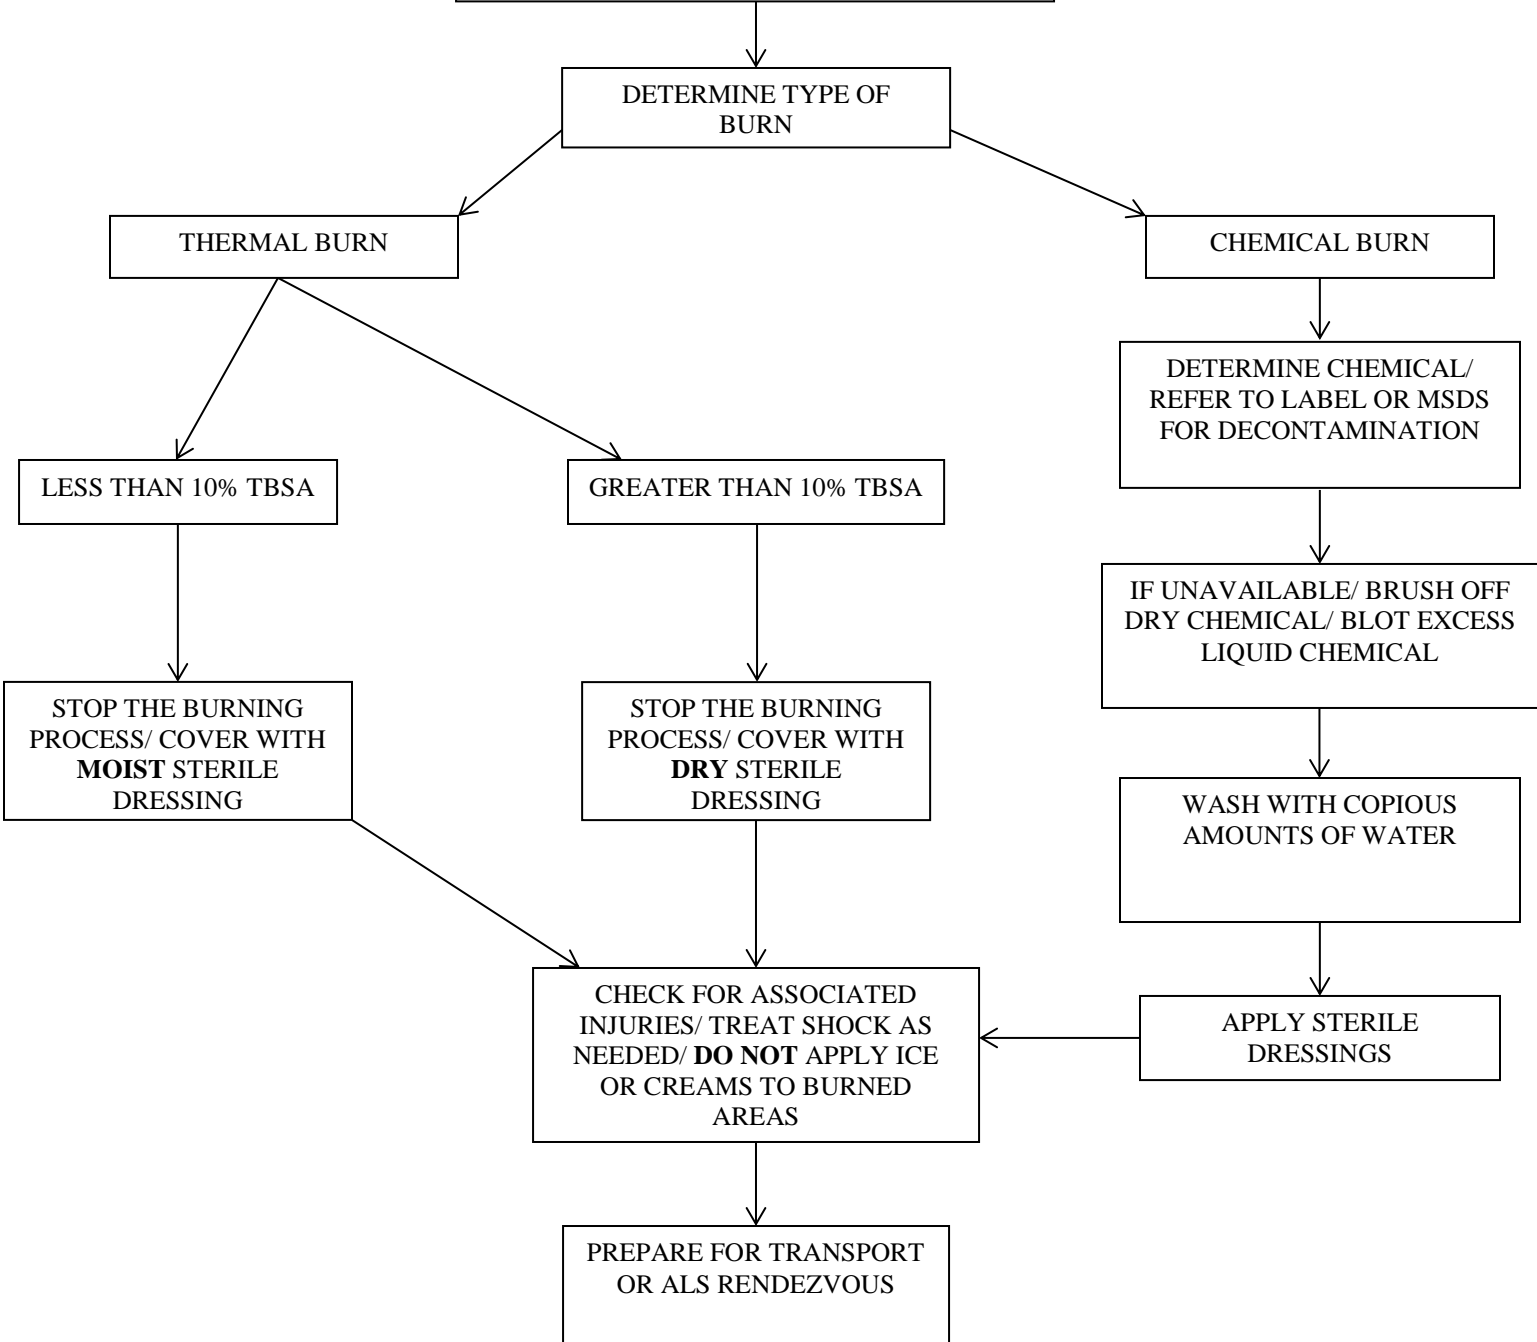 DETERMINE TYPE OF
BURN
THERMAL BURN
CHEMICAL BURN
DETERMINE CHEMICAL/
REFER TO LABEL OR MSDS
FOR DECONTAMINATION
LESS THAN 10% TBSA
GREATER THAN 10% TBSA
IF UNAVAILABLE/ BRUSH OFF
DRY CHEMICAL/ BLOT EXCESS
LIQUID CHEMICAL
STOP THE BURNING
PROCESS/ COVER WITH
MOIST STERILE
DRESSING
STOP THE BURNING
PROCESS/ COVER WITH
DRY STERILE
DRESSING
WASH WITH COPIOUS
AMOUNTS OF WATER
CHECK FOR ASSOCIATED
INJURIES/ TREAT SHOCK AS
NEEDED/ DO NOT APPLY ICE
OR CREAMS TO BURNED
AREAS
APPLY STERILE
DRESSINGS
PREPARE FOR TRANSPORT
OR ALS RENDEZVOUS